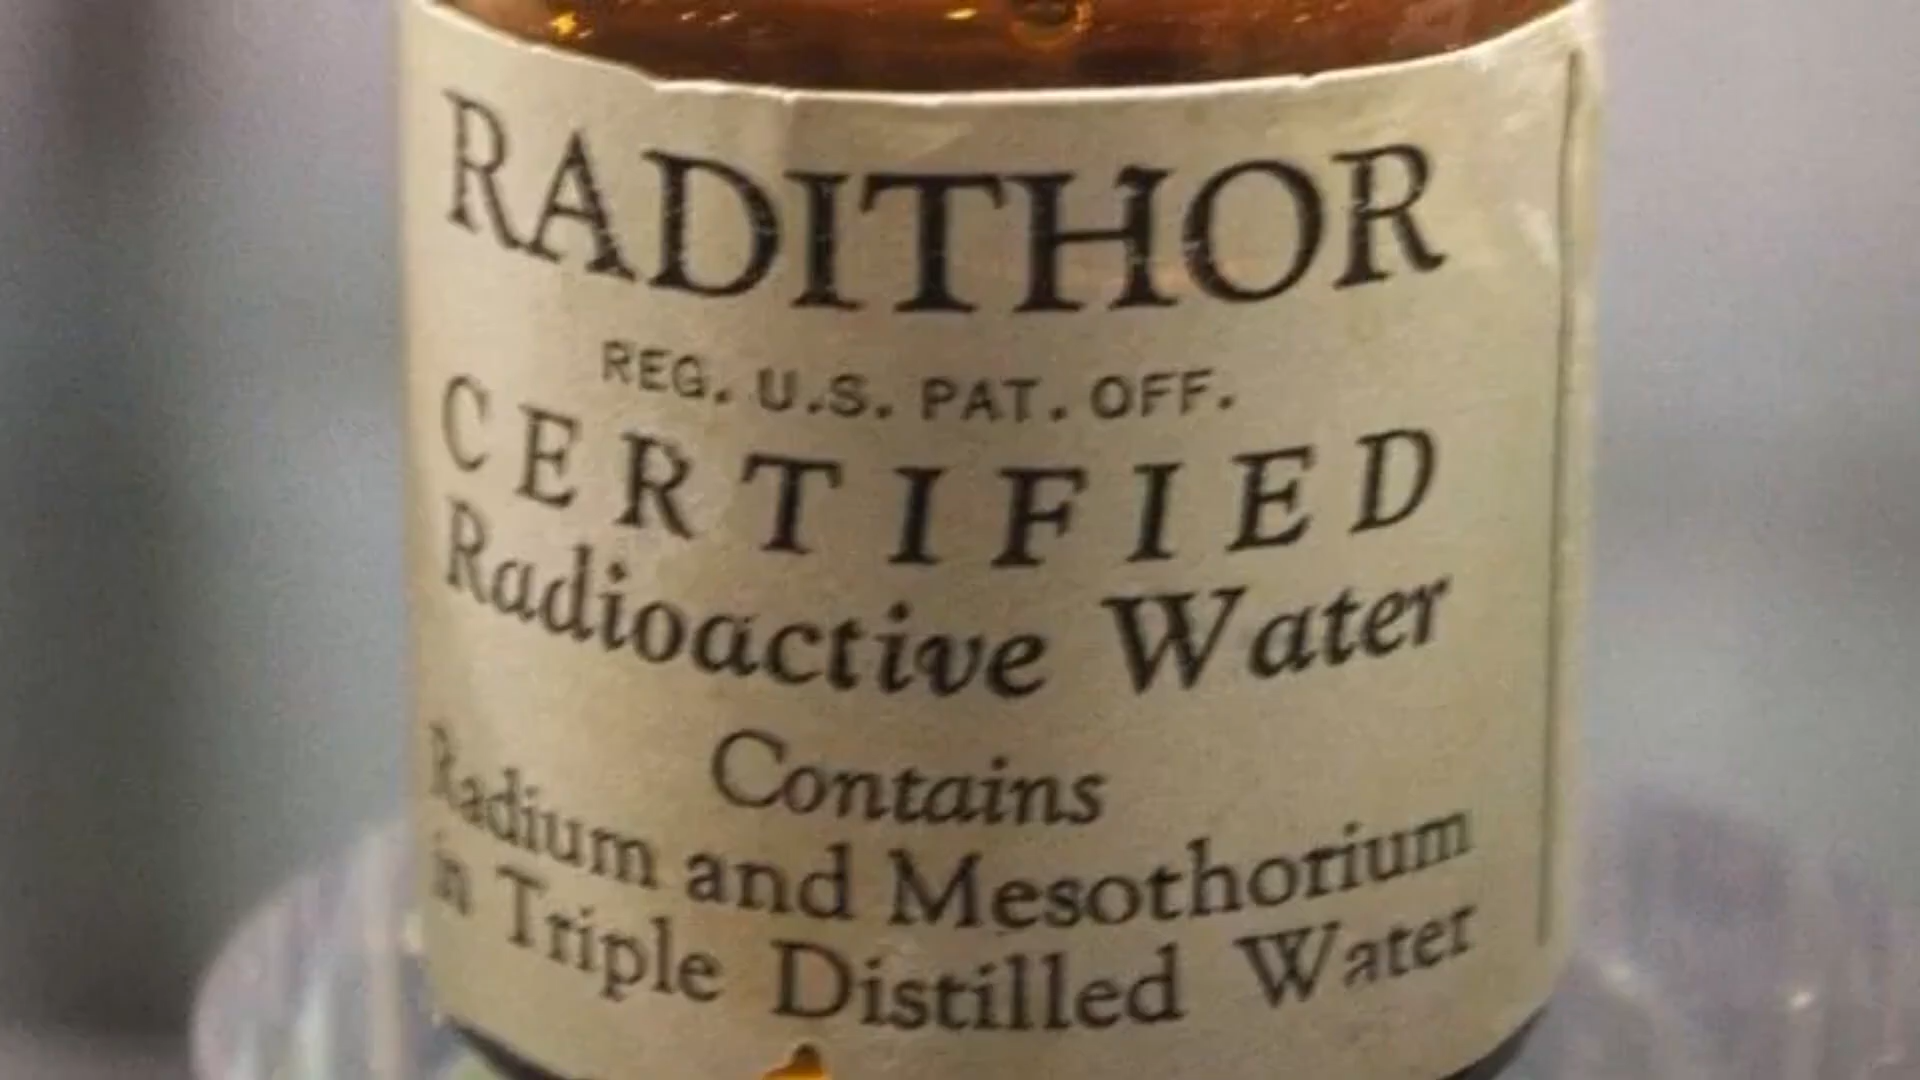 RADITHOR
REG. U.S. PAT. OFF.
CERTIFIED
Radioactive Water
Contains
Radium and Mesothorium
in Triple Distilled Water